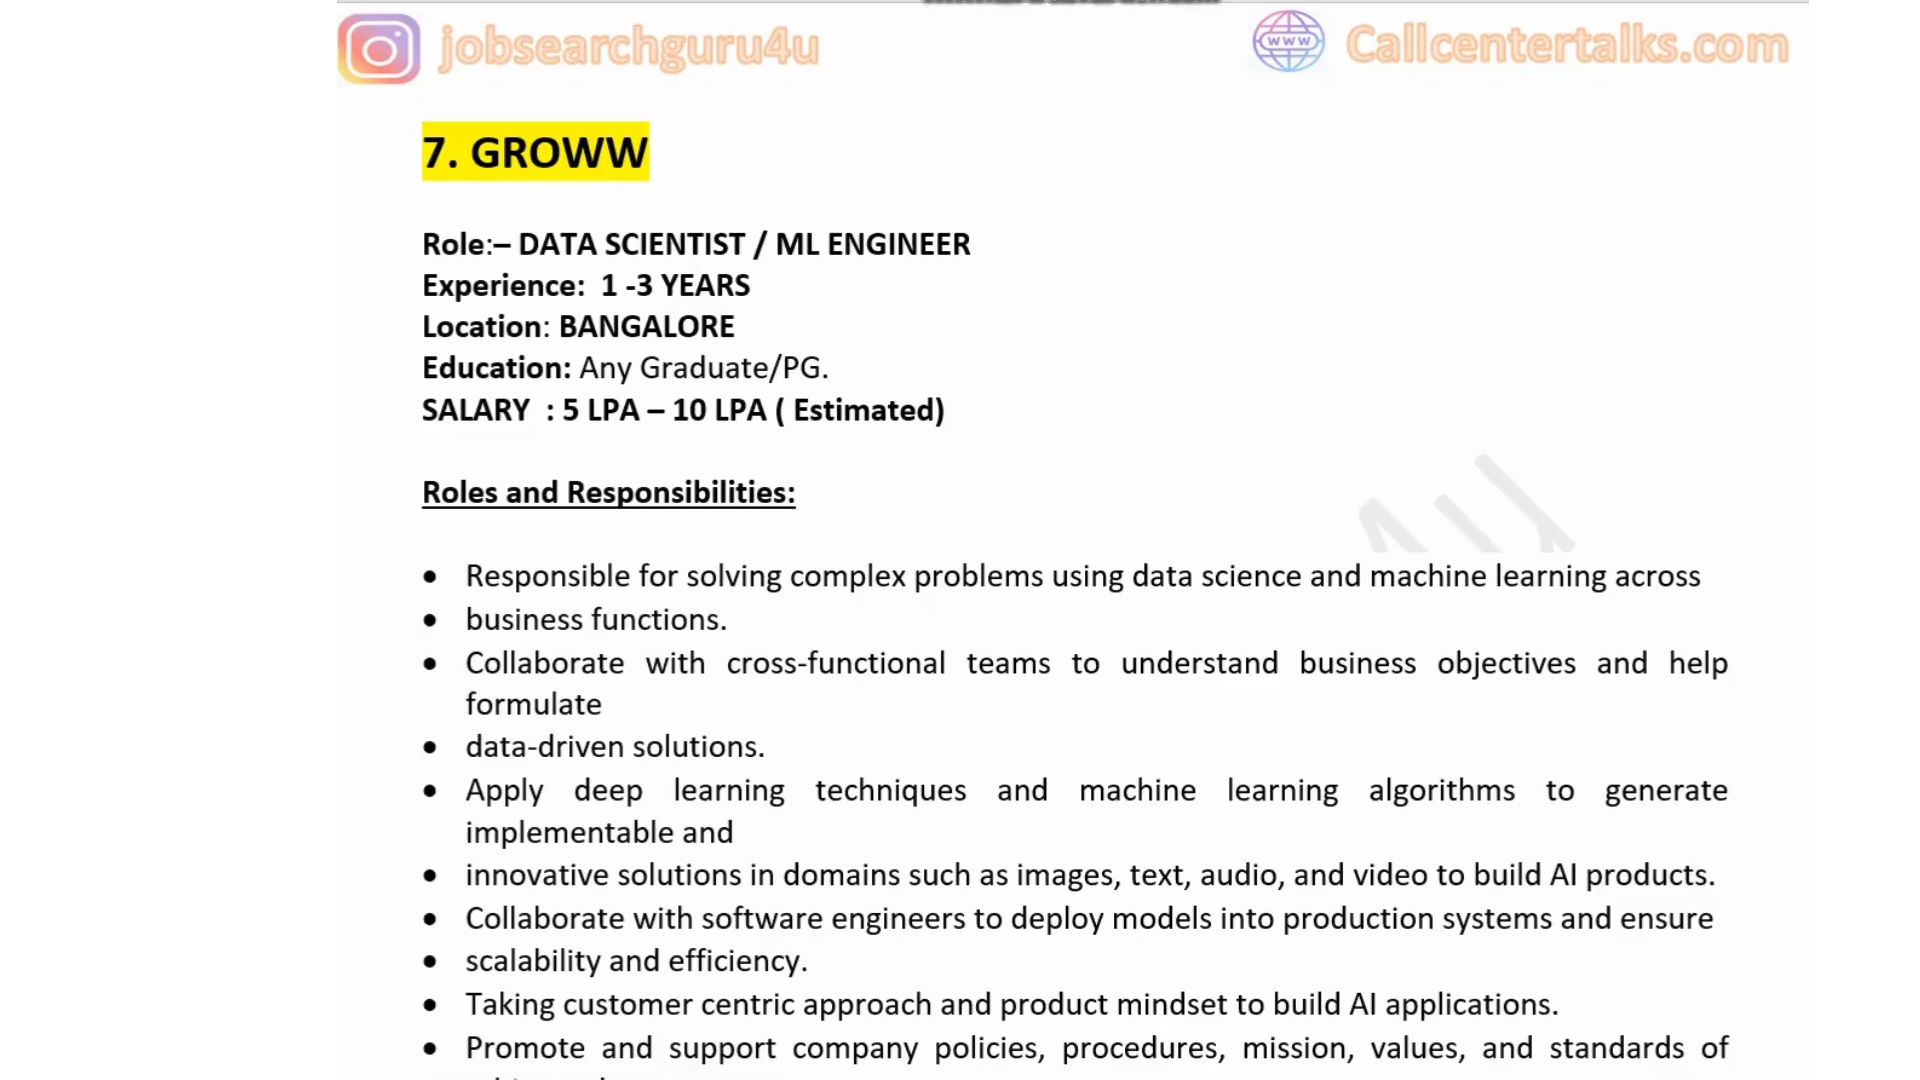 jobsearchguru4u
www Callcentertalks.com
7. GROWW
Role:– DATA SCIENTIST / ML ENGINEER
Experience: 1 -3 YEARS
Location: BANGALORE
Education: Any Graduate/PG.
SALARY : 5 LPA – 10 LPA ( Estimated)
Roles and Responsibilities:
• Responsible for solving complex problems using data science and machine learning across
• business functions.
• Collaborate with cross-functional teams to understand business objectives and help
formulate
• data-driven solutions.
• Apply deep learning techniques and machine learning algorithms to generate
implementable and
• innovative solutions in domains such as images, text, audio, and video to build AI products.
• Collaborate with software engineers to deploy models into production systems and ensure
• scalability and efficiency.
• Taking customer centric approach and product mindset to build AI applications.
• Promote and support company policies, procedures, mission, values, and standards of